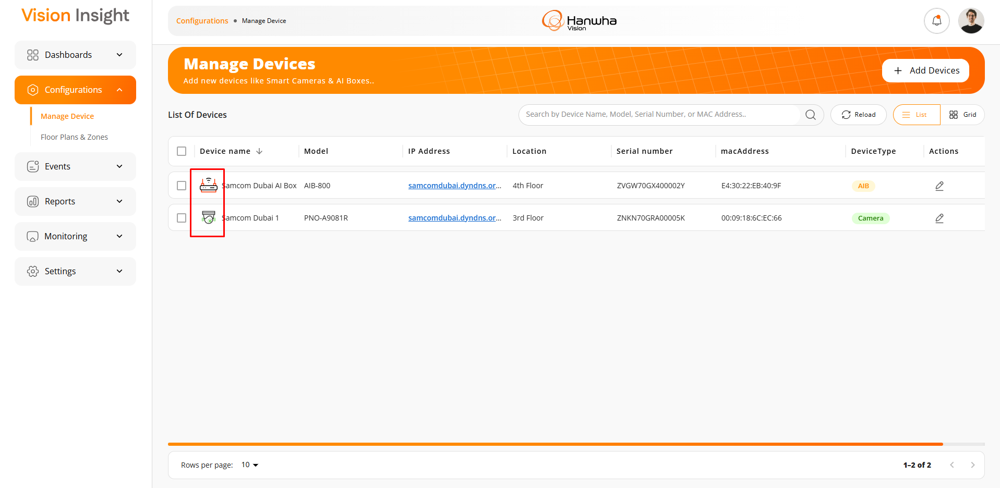 Vision Insight
Configurations • Manage Device
Hanwha
Vision
Dashboards
Configurations
Manage Device
Floor Plans & Zones
Events
Reports
Monitoring
Settings
Manage Devices
Add new devices like Smart Cameras & AI Boxes..
+ Add Devices
List Of Devices
Search by Device Name, Model, Serial Number, or MAC Address..
Reload
List
Grid
Device name Model IP Address Location Serial number macAddress DeviceType Actions
Samcom Dubai AI Box AIB-800 samcomdubai.dyndns.or... 4th Floor ZVGW70GX400002Y E4:30:22:EB:40:9F AIB
Samcom Dubai 1 PNO-A9081R samcomdubai.dyndns.or... 3rd Floor ZNKN70GRA00005K 00:09:18:6C:EC:66 Camera
Rows per page: 10
1–2 of 2